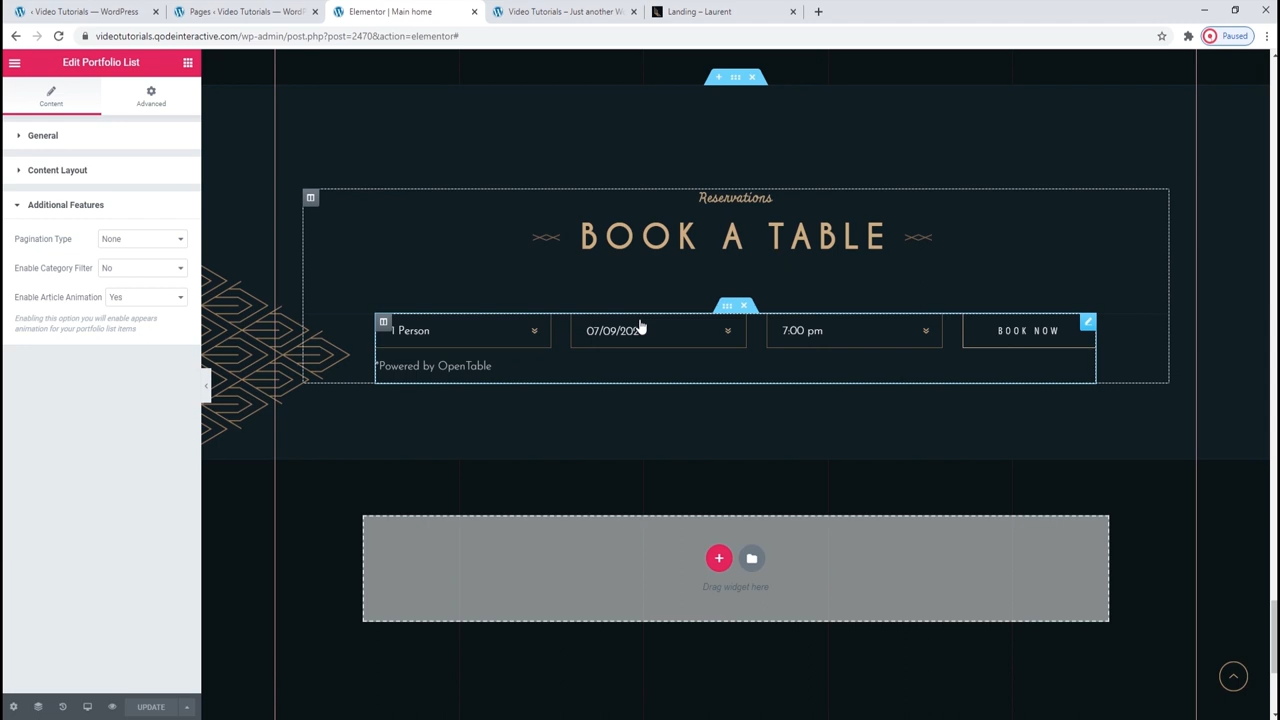 ‹ Video Tutorials — WordPress
Pages ‹ Video Tutorials — WordP
Elementor | Main home
Video Tutorials – Just another W
Landing – Laurent
videotutorials.qodeinteractive.com/wp-admin/post.php?post=2470&action=elementor#
Paused
Edit Portfolio List
Content
Advanced
General
Content Layout
Additional Features
Pagination Type
None
Enable Category Filter
No
Enable Article Animation
Yes
Enabling this option you will enable appears
animation for your portfolio list items
Reservations
BOOK A TABLE
1 Person
07/09/202
7:00 pm
BOOK NOW
*Powered by OpenTable
Drag widget here
UPDATE